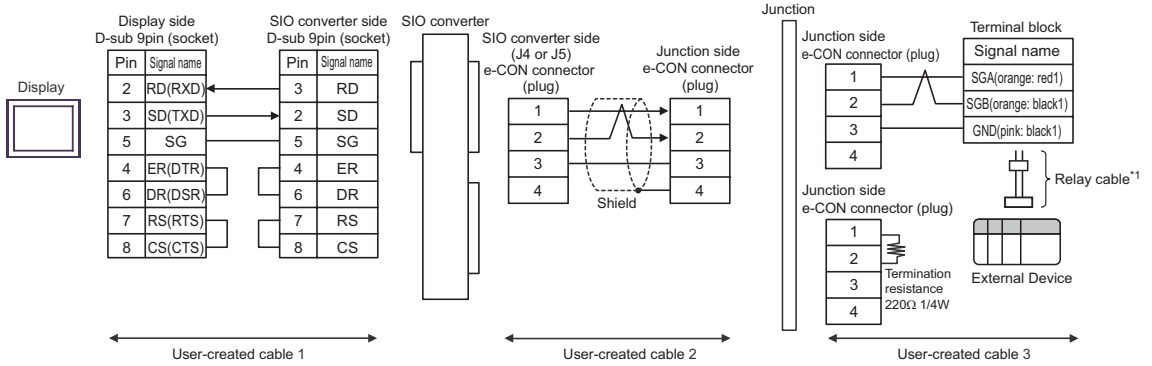 Display
Display side
D-sub 9pin (socket)
Pin Signal name
2 RD(RXD)
3 SD(TXD)
5 SG
4 ER(DTR)
6 DR(DSR)
7 RS(RTS)
8 CS(CTS)
SIO converter side
D-sub 9pin (socket)
Pin Signal name
3 RD
2 SD
5 SG
4 ER
6 DR
7 RS
8 CS
User-created cable 1
SIO converter
SIO converter side
(J4 or J5)
e-CON connector
(plug)
1
2
3
4
Shield
Junction side
e-CON connector
(plug)
1
2
3
4
User-created cable 2
Junction
Junction side
e-CON connector (plug)
1
2
3
4
Junction side
e-CON connector (plug)
1
2
3
4
Termination
resistance
220Ω 1/4W
Terminal block
Signal name
SGA(orange: red1)
SGB(orange: black1)
GND(pink: black1)
Relay cable*1
External Device
User-created cable 3